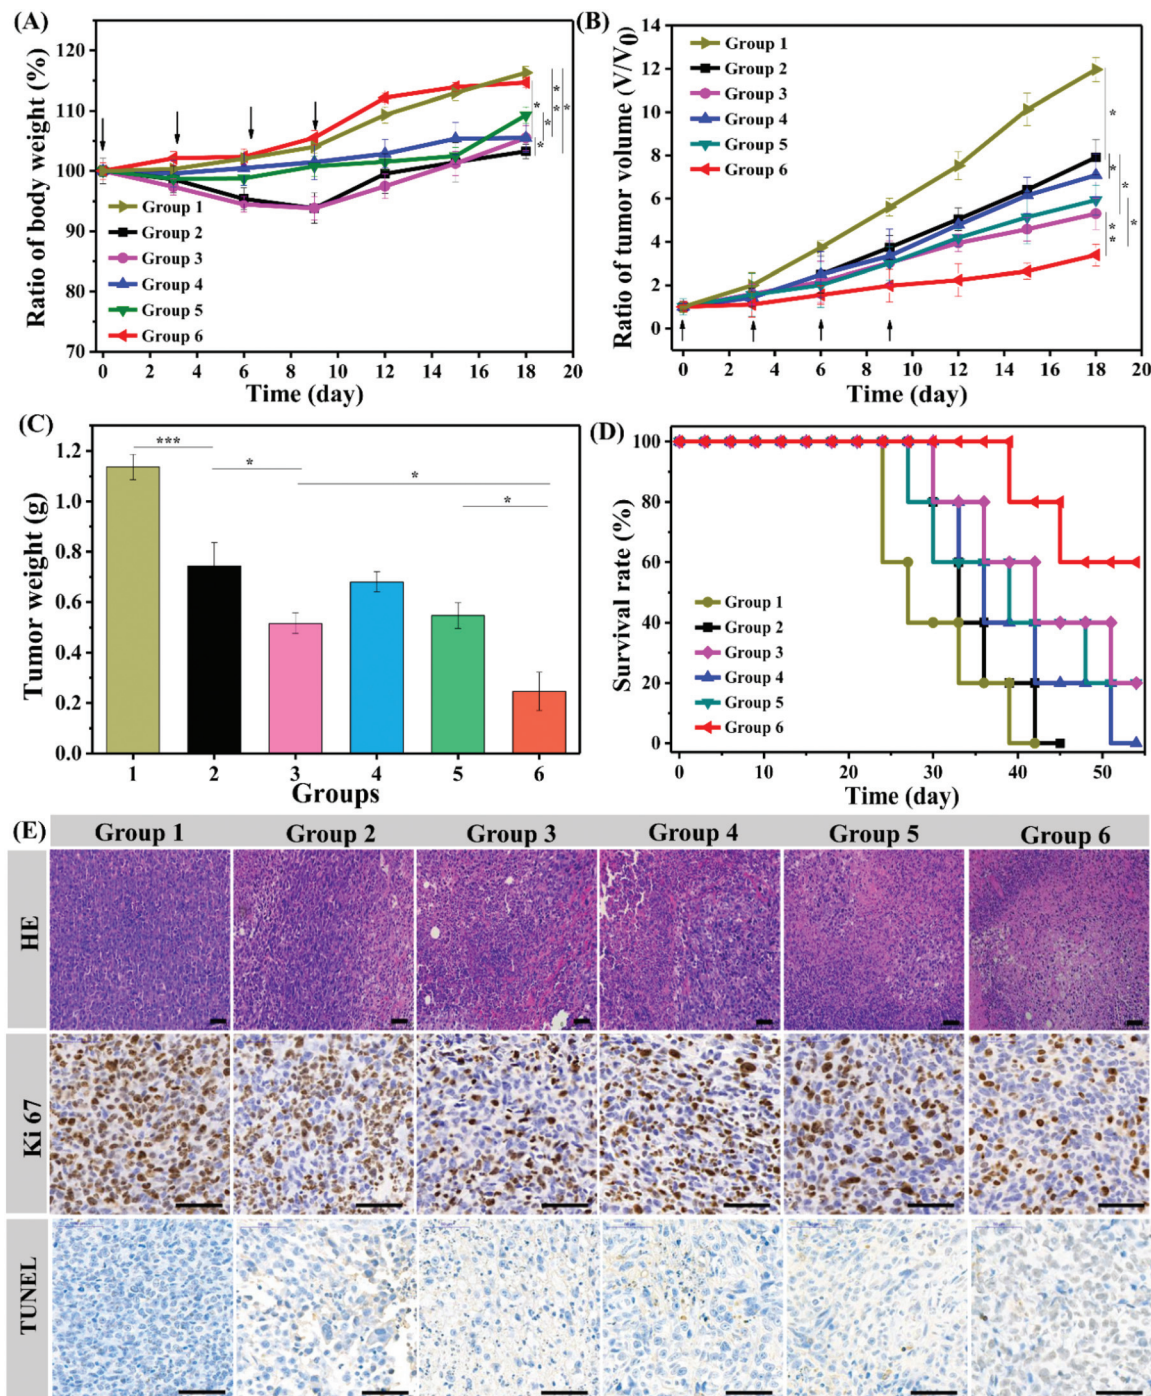 (A)
Ratio of body weight (%)
120
110
100
90
80
70
Group 1
Group 2
Group 3
Group 4
Group 5
Group 6
* *
*
*
*
*
*
0 2 4 6 8 10 12 14 16 18 20
Time (day)
(B)
Ratio of tumor volume (V/V0)
14
12
10
8
6
4
2
0
Group 1
Group 2
Group 3
Group 4
Group 5
Group 6
*
*
*
*
* *
0 2 4 6 8 10 12 14 16 18 20
Time (day)
(C)
Tumor weight (g)
1.2
1.0
0.8
0.6
0.4
0.2
0.0
***
*
*
*
1 2 3 4 5 6
Groups
(D)
Survival rate (%)
100
80
60
40
20
0
Group 1
Group 2
Group 3
Group 4
Group 5
Group 6
0 10 20 30 40 50
Time (day)
(E)
Group 1 Group 2 Group 3 Group 4 Group 5 Group 6
HE
Ki 67
TUNEL